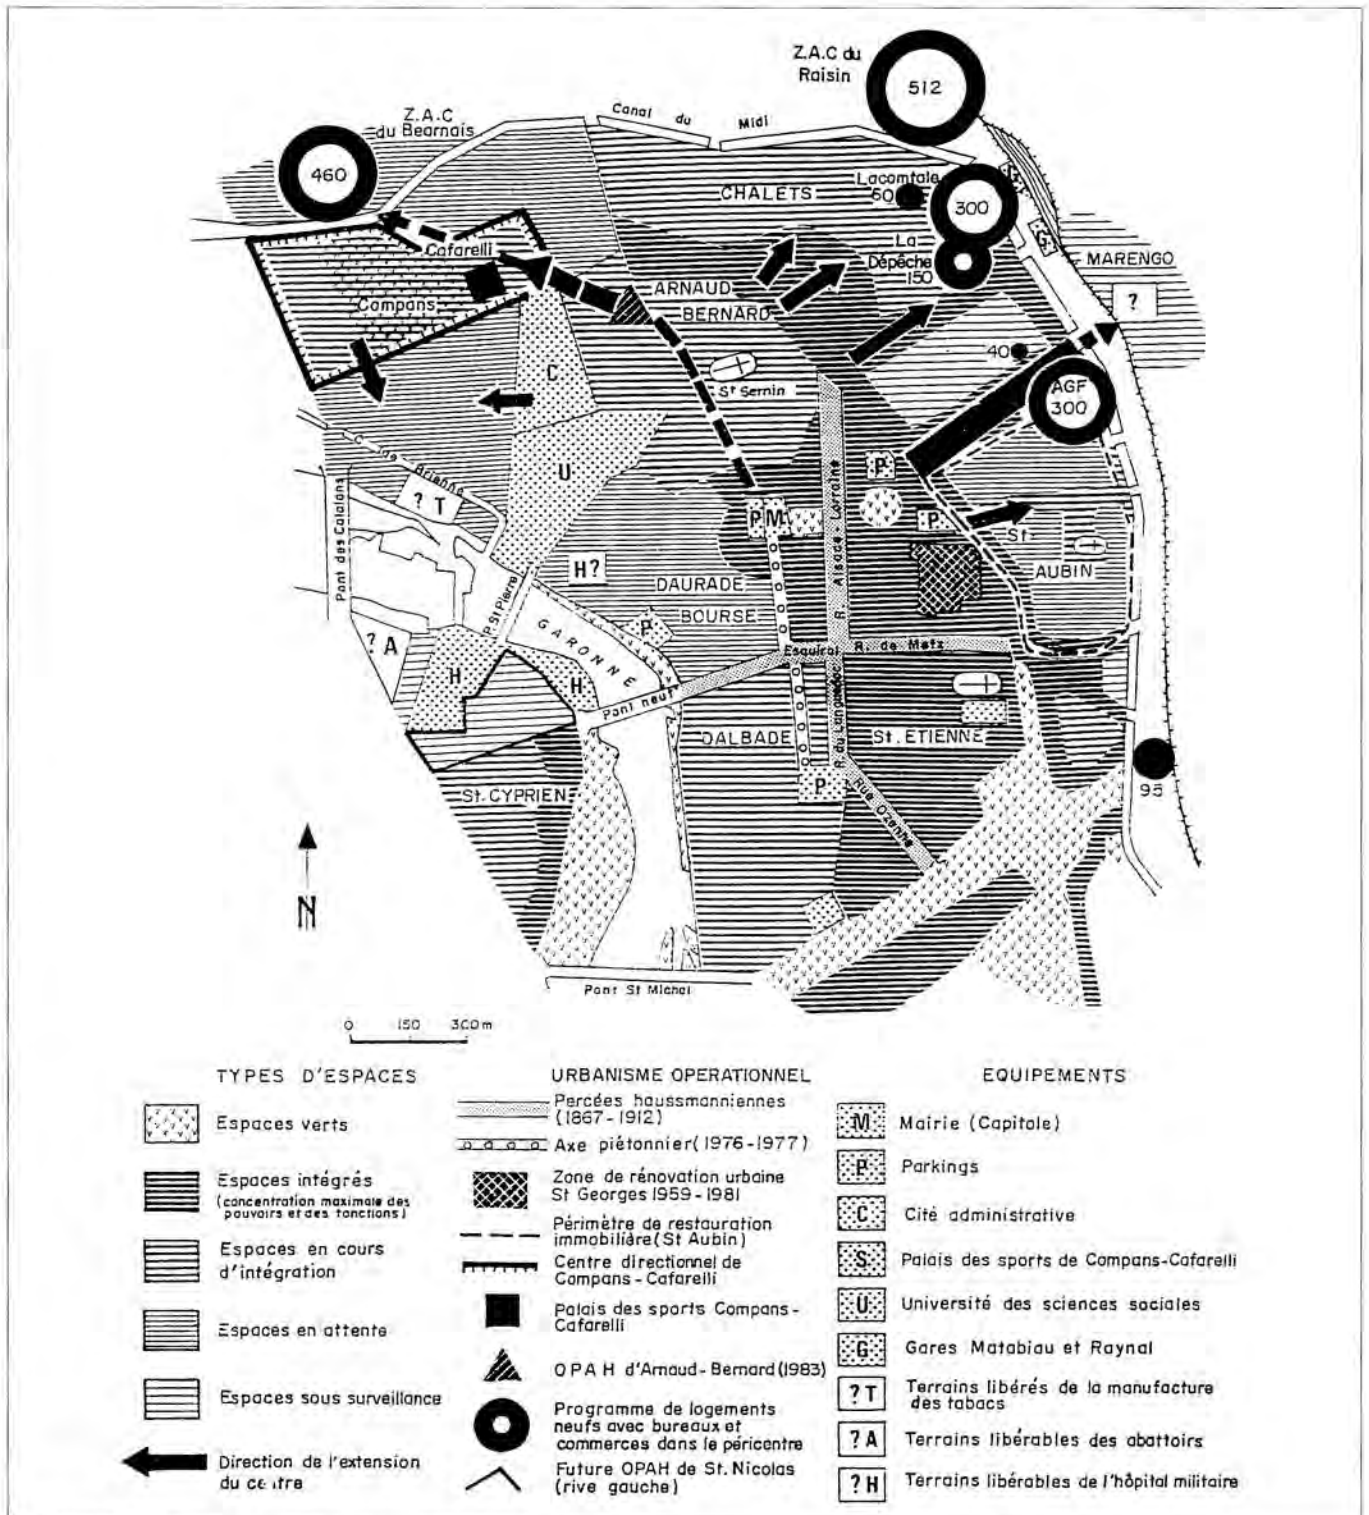 Z.A.C du
Raisin
512
Z.A.C
du Bearnais
Canal du Midi
460
CHALETS
Lacomtale
60
G
300
G
Cafarelli
La
Dépêche
150
MARENGO
?
Campans
ARNAUD
BERNARD
40
C
St Sernin
AGF
300
C. de Brienne
U
P
R. Alsace-Lorraine
? T
P M
P
St
AUBIN
Pont des Catalans
H?
DAURADE
BOURSE
P. St Pierre
GARONNE
P
? A
Esquirol
R. de Metz
H
H
Pont neuf
DALBADE
R. du Languedoc
St. ETIENNE
P
Rue Ozenne
St. CYPRIEN
95
N
Pont St Michel
0 150 300m
TYPES D'ESPACES
Espaces verts
Espaces intégrés
(concentration maximale des
pouvoirs et des fonctions)
Espaces en cours
d'intégration
Espaces en attente
Espaces sous surveillance
Direction de l'extension
du centre
URBANISME OPERATIONNEL
Percées haussmanniennes
(1867-1912)
Axe piétonnier(1976-1977)
Zone de rénovation urbaine
St Georges 1959-1981
Périmètre de restauration
immobilière(St Aubin)
Centre directionnel de
Compans-Cafarelli
Palais des sports Compans-
Cafarelli
OPAH d'Arnaud-Bernard(1983)
Programme de logements
neufs avec bureaux et
commerces dans le péricentre
Future OPAH de St. Nicolas
(rive gauche)
EQUIPEMENTS
M Mairie (Capitole)
P Parkings
C Cité administrative
S Palais des sports de Compans-Cafarelli
U Université des sciences sociales
G Gares Matabiau et Raynal
? T Terrains libérés de la manufacture
des tabacs
? A Terrains libérables des abattoirs
? H Terrains libérables de l'hôpital militaire